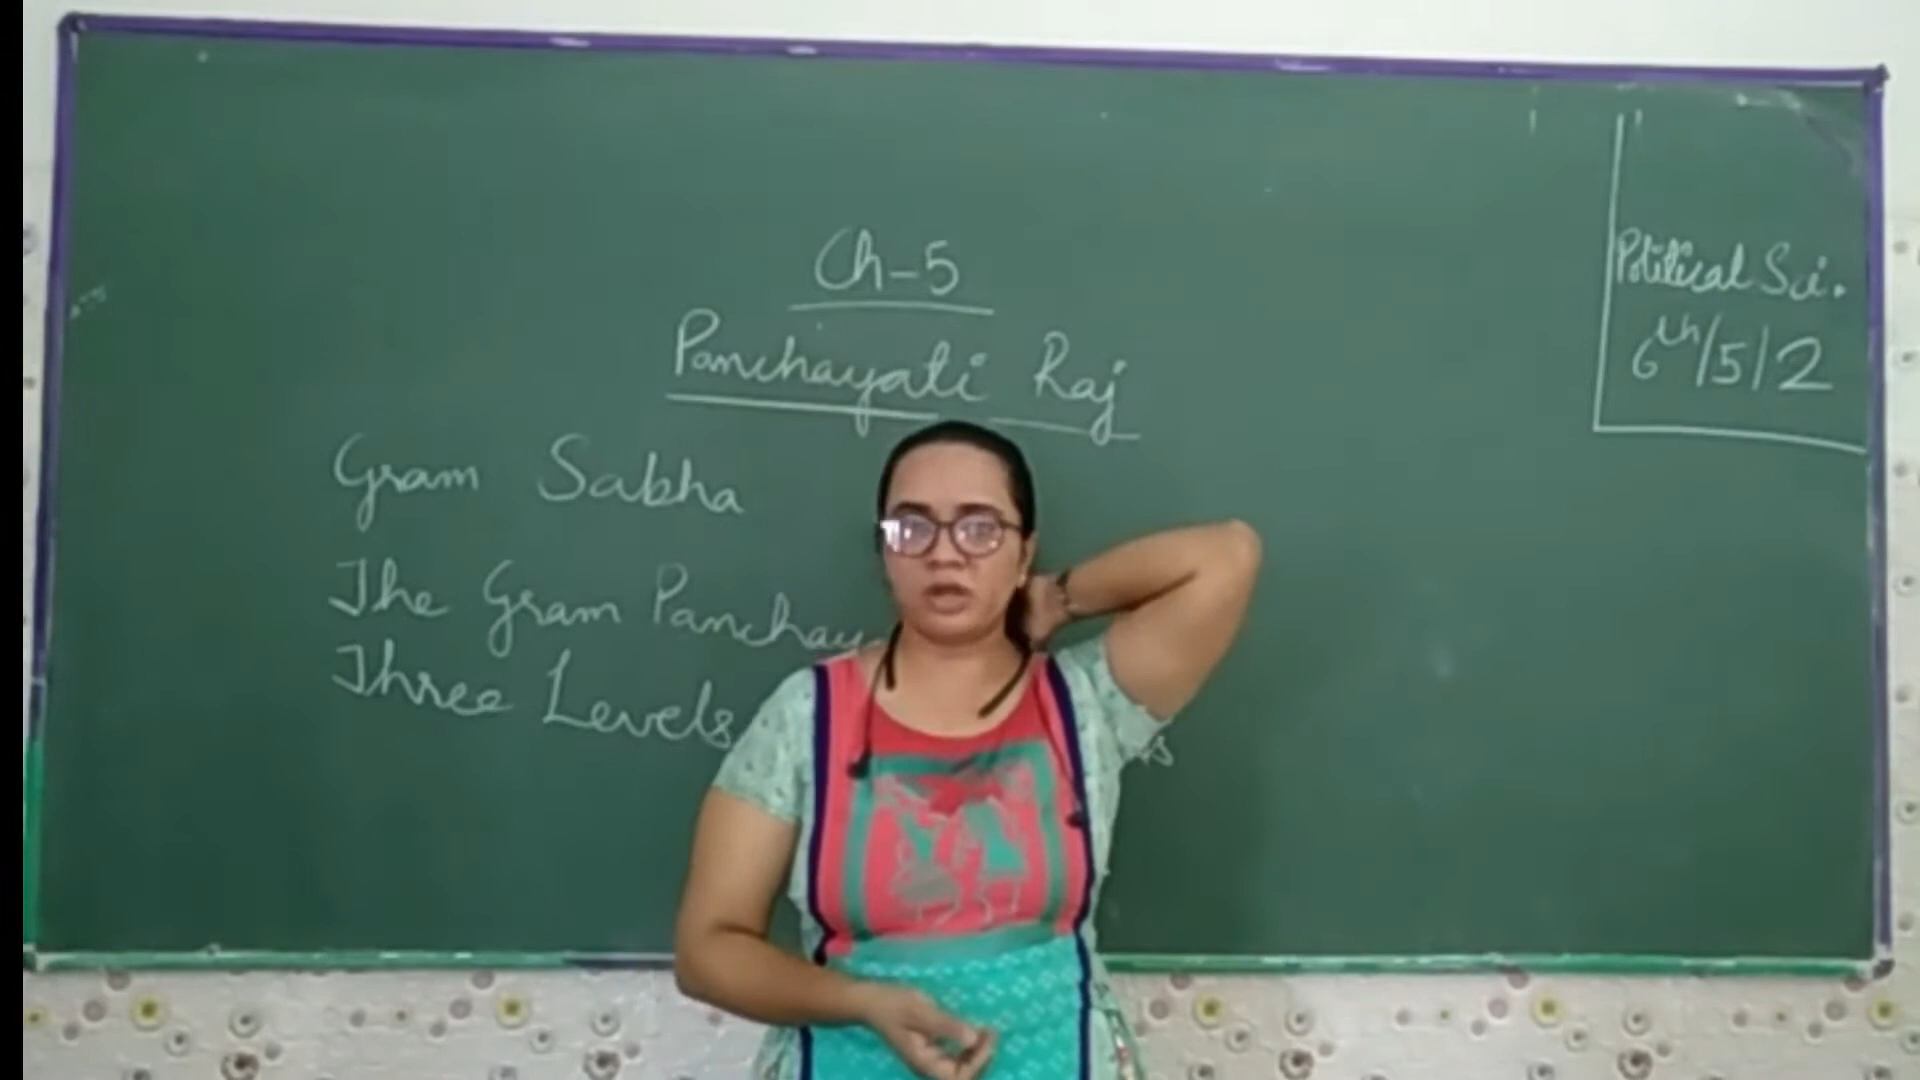 Ch-5
Panchayati Raj
Gram Sabha
The Gram Panchay
Three Levels
Political Sci.
6th/5/2